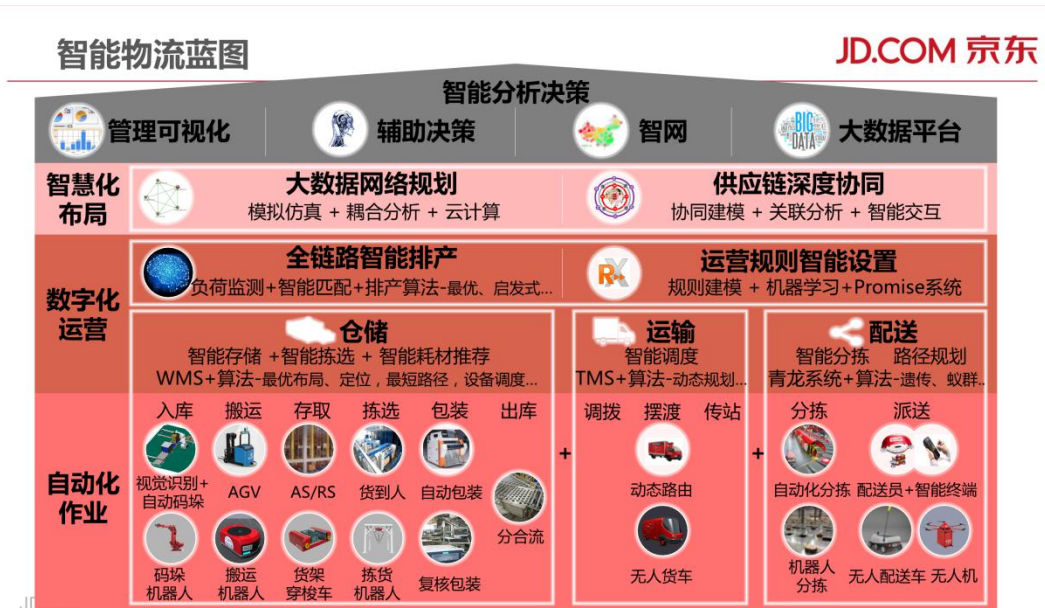 智能物流蓝图
JD.COM 京东
智能分析决策
管理可视化
辅助决策
智网
BIG
DATA
大数据平台
智慧化
布局
大数据网络规划
模拟仿真 + 耦合分析 + 云计算
供应链深度协同
协同建模 + 关联分析 + 智能交互
数字化
运营
全链路智能排产
负荷监测+智能匹配+排产算法-最优、启发式...
RX
运营规则智能设置
规则建模 + 机器学习+Promise系统
仓储
智能存储 +智能拣选 + 智能耗材推荐
WMS+算法-最优布局、定位，最短路径，设备调度...
运输
智能调度
TMS+算法-动态规划...
配送
智能分拣 路径规划
青龙系统+算法-遗传、蚁群..
自动化
作业
入库 搬运 存取 拣选 包装 出库
视觉识别+
自动码垛
AGV
AS/RS
货到人
自动包装
分合流
码垛
机器人
搬运
机器人
货架
穿梭车
拣货
机器人
复核包装
+
调拨 摆渡 传站
动态路由
无人货车
+
分拣 派送
自动化分拣 配送员+智能终端
机器人
分拣
无人配送车 无人机